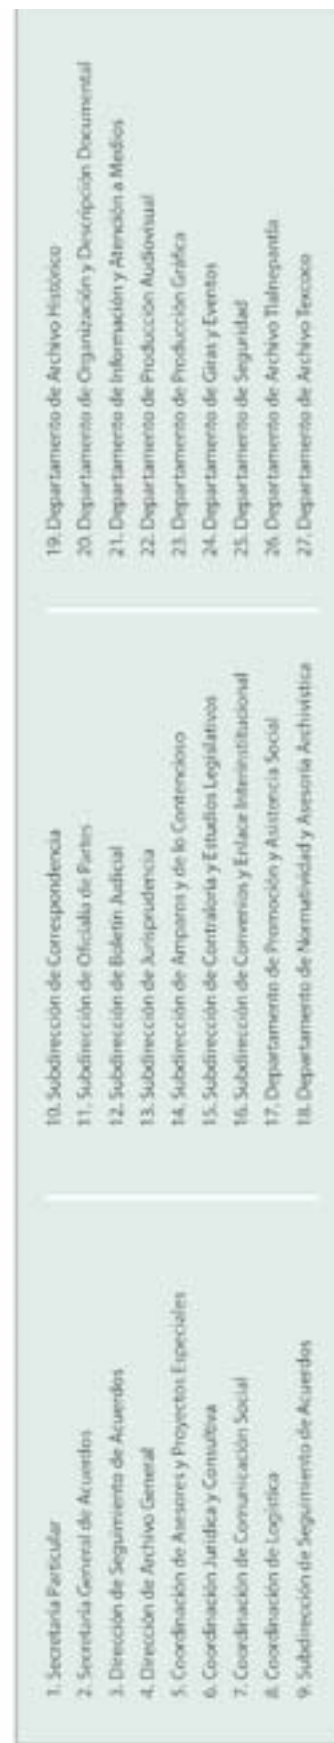 1. Secretaría Particular
2. Secretaría General de Acuerdos
3. Dirección de Seguimiento de Acuerdos
4. Dirección de Archivo General
5. Coordinación de Asesores y Proyectos Especiales
6. Coordinación Jurídica y Consultiva
7. Coordinación de Comunicación Social
8. Coordinación de Logística
9. Subdirección de Seguimiento de Acuerdos
10. Subdirección de Correspondencia
11. Subdirección de Oficialía de Partes
12. Subdirección de Boletín Judicial
13. Subdirección de Jurisprudencia
14. Subdirección de Amparos y de lo Contencioso
15. Subdirección de Contraloría y Estudios Legislativos
16. Subdirección de Convenios y Enlace Interinstitucional
17. Departamento de Promoción y Asistencia Social
18. Departamento de Normatividad y Asesoría Archivística
19. Departamento de Archivo Histórico
20. Departamento de Organización y Descripción Documental
21. Departamento de Información y Atención a Medios
22. Departamento de Producción Audiovisual
23. Departamento de Producción Gráfica
24. Departamento de Giras y Eventos
25. Departamento de Seguridad
26. Departamento de Archivo Tlalnepantla
27. Departamento de Archivo Texcoco